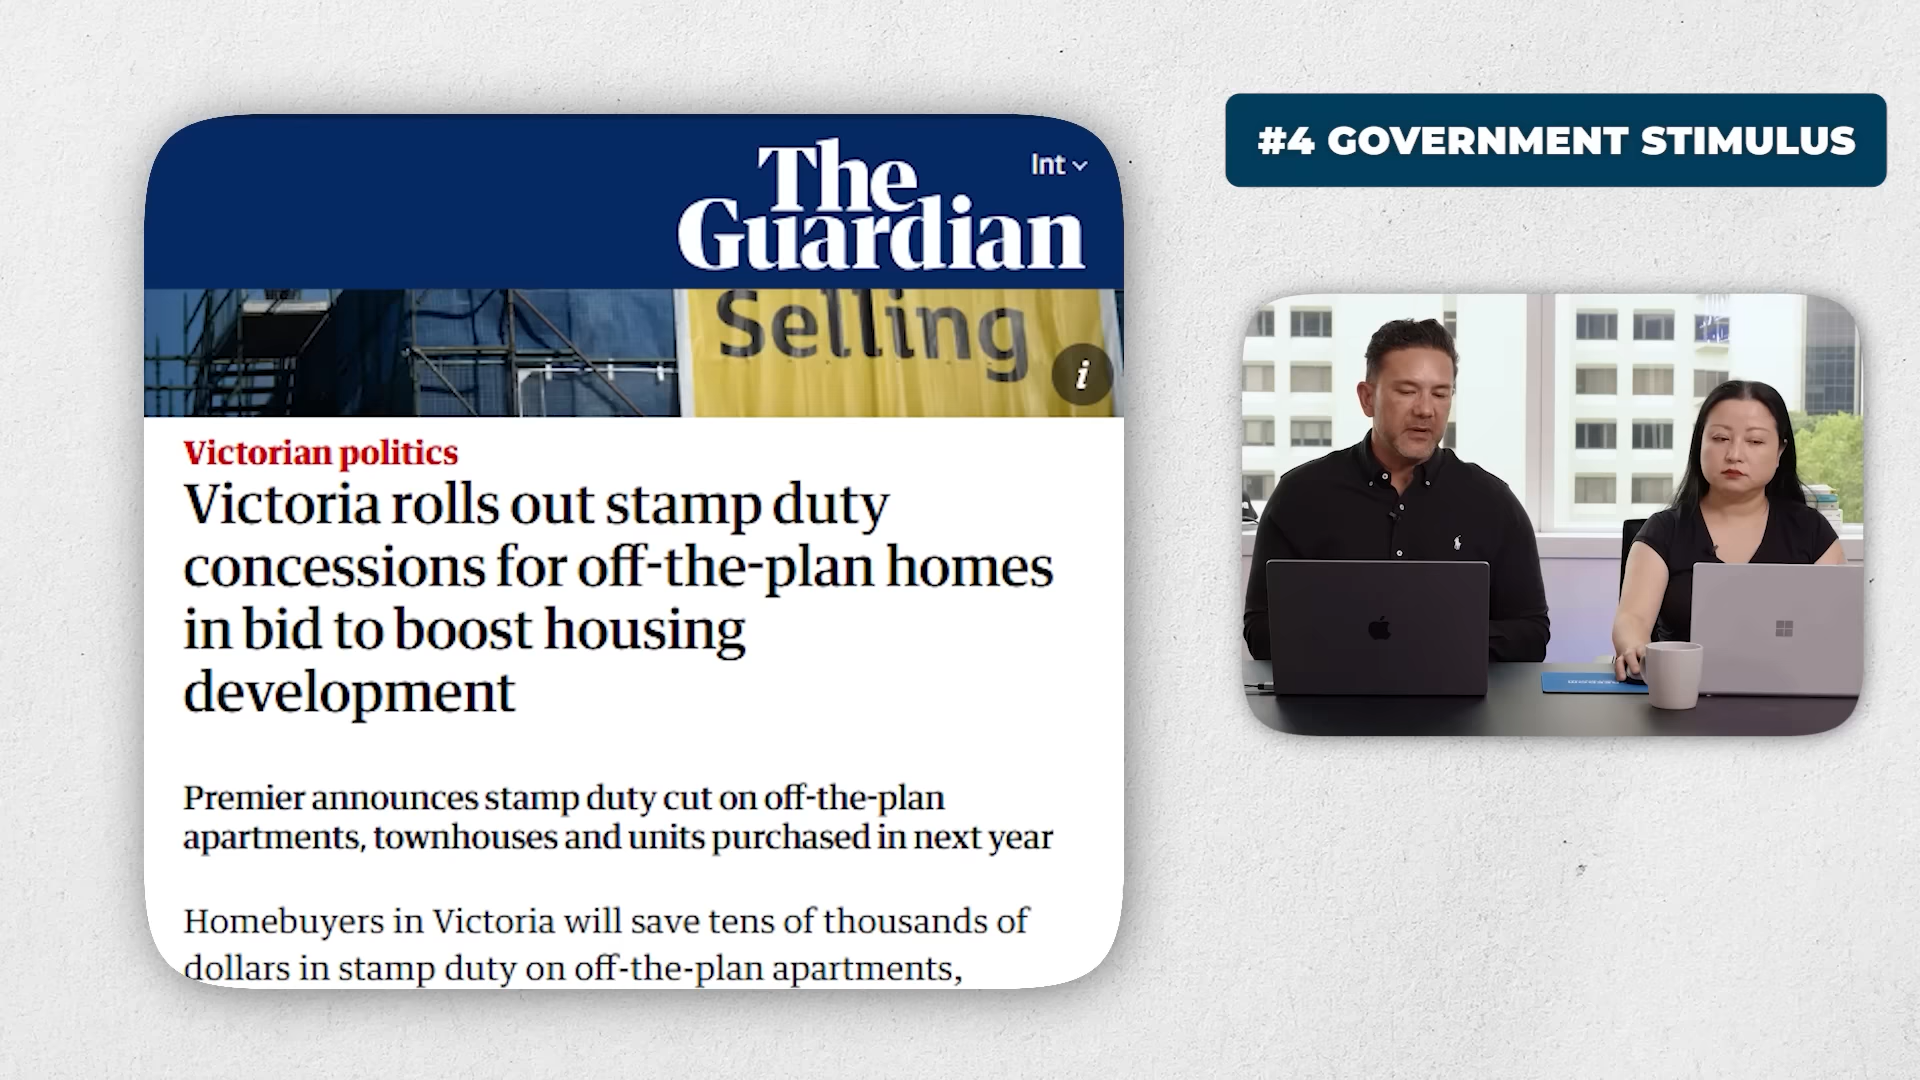 The
Guardian
Int
Selling
i
Victorian politics
Victoria rolls out stamp duty
concessions for off-the-plan homes
in bid to boost housing
development
Premier announces stamp duty cut on off-the-plan
apartments, townhouses and units purchased in next year
Homebuyers in Victoria will save tens of thousands of
dollars in stamp duty on off-the-plan apartments,
#4 GOVERNMENT STIMULUS